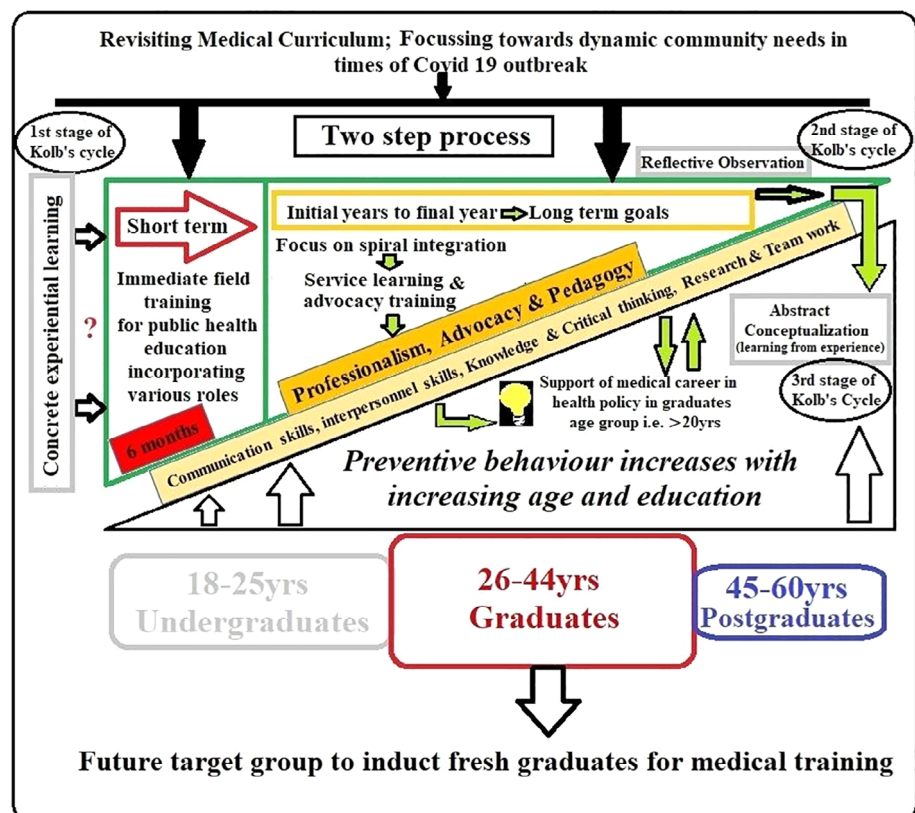 Revisiting Medical Curriculum; Focussing towards dynamic community needs in
times of Covid 19 outbreak
1st stage of
Kolb's cycle
Two step process
2nd stage of
Kolb's cycle
Reflective Observation
Concrete experiential learning
?
Short term
Immediate field
training
for public health
education
incorporating
various roles
6 months
Initial years to final year
Long term goals
Focus on spiral integration
Service learning &
advocacy training
Professionalism, Advocacy & Pedagogy
Communication skills, interpersonnel skills, Knowledge & Critical thinking, Research & Team work
Abstract
Conceptualization
(learning from experience)
3rd stage of
Kolb's Cycle
Support of medical career in
health policy in graduates
age group i.e. >20yrs
Preventive behaviour increases with
increasing age and education
18-25yrs
Undergraduates
26-44yrs
Graduates
45-60yrs
Postgraduates
Future target group to induct fresh graduates for medical training